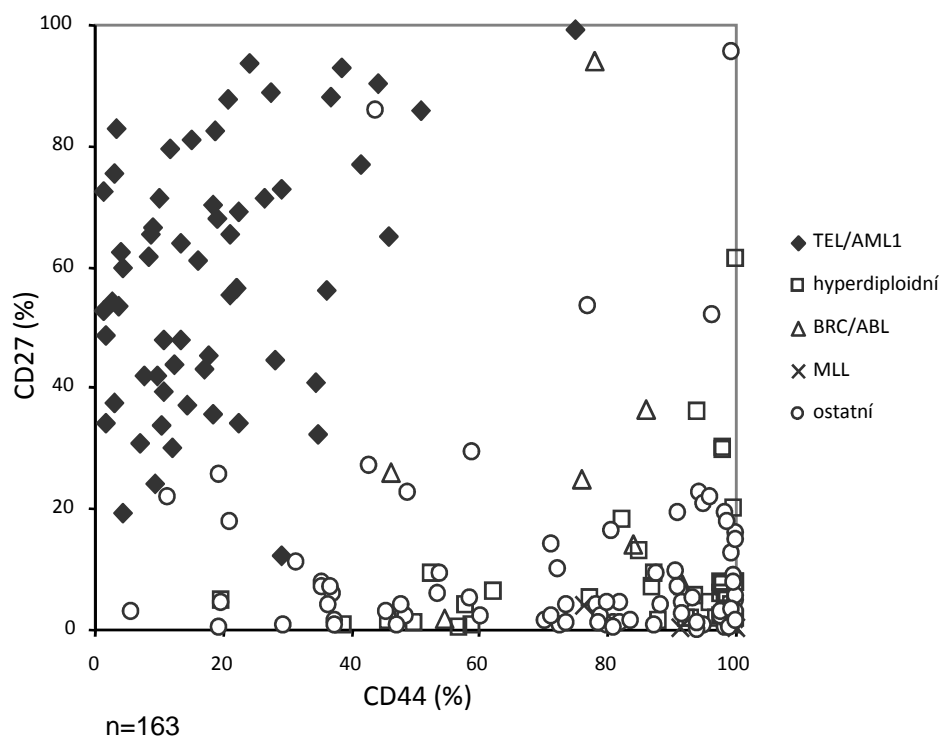 100
80
60
40
20
0
CD27 (%)
0 20 40 60 80 100
CD44 (%)
n=163
TEL/AML1
hyperdiploidní
BRC/ABL
MLL
ostatní